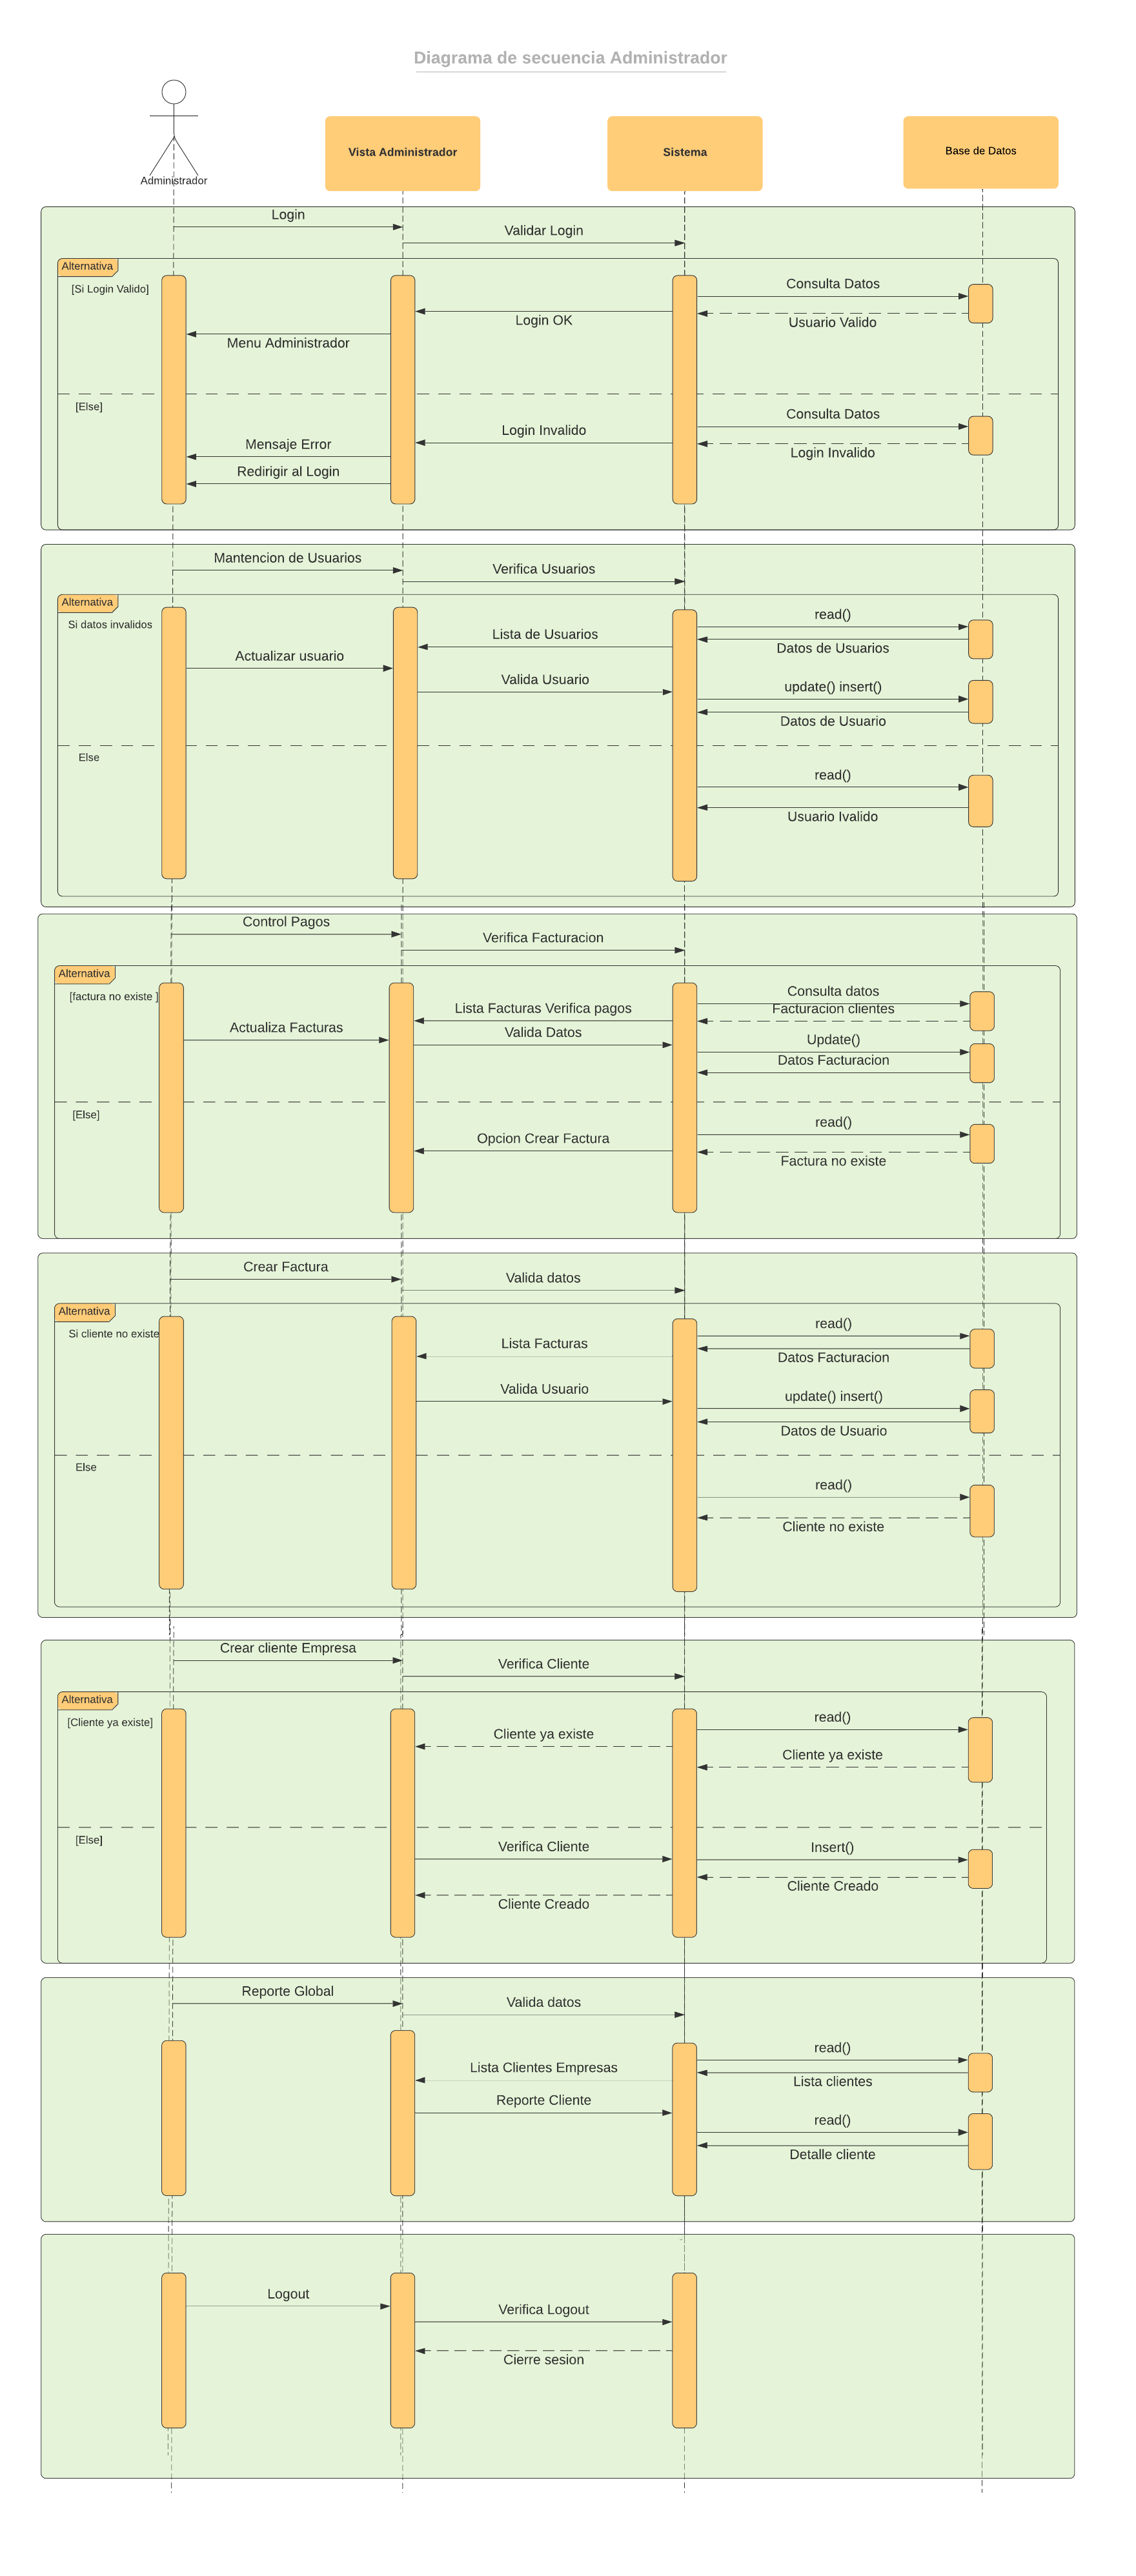 Diagrama de secuencia Administrador
Administrador
Vista Administrador
Sistema
Base de Datos
Login
Validar Login
Alternativa
[Si Login Valido]
Consulta Datos
Login OK
Usuario Valido
Menu Administrador
[Else]
Consulta Datos
Login Invalido
Mensaje Error
Login Invalido
Redirigir al Login
Mantencion de Usuarios
Verifica Usuarios
Alternativa
Si datos invalidos
read()
Lista de Usuarios
Datos de Usuarios
Actualizar usuario
Valida Usuario
update() insert()
Datos de Usuario
Else
read()
Usuario Ivalido
Control Pagos
Verifica Facturacion
Alternativa
[factura no existe ]
Consulta datos
Lista Facturas Verifica pagos
Facturacion clientes
Actualiza Facturas
Valida Datos
Update()
Datos Facturacion
[Else]
read()
Opcion Crear Factura
Factura no existe
Crear Factura
Valida datos
Alternativa
Si cliente no existe
read()
Lista Facturas
Datos Facturacion
Valida Usuario
update() insert()
Datos de Usuario
Else
read()
Cliente no existe
Crear cliente Empresa
Verifica Cliente
Alternativa
[Cliente ya existe]
read()
Cliente ya existe
Cliente ya existe
[Else]
Verifica Cliente
Insert()
Cliente Creado
Cliente Creado
Reporte Global
Valida datos
read()
Lista Clientes Empresas
Lista clientes
Reporte Cliente
read()
Detalle cliente
Logout
Verifica Logout
Cierre sesion